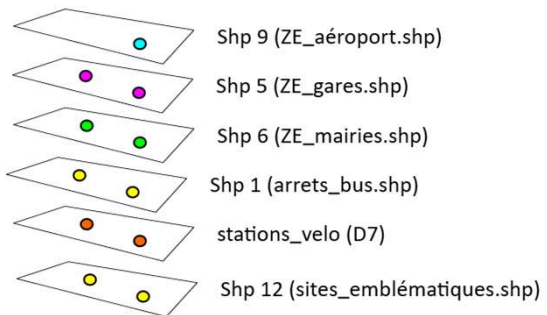 Shp 9 (ZE_aéroport.shp)
Shp 5 (ZE_gares.shp)
Shp 6 (ZE_mairies.shp)
Shp 1 (arrets_bus.shp)
stations_velo (D7)
Shp 12 (sites_emblématiques.shp)